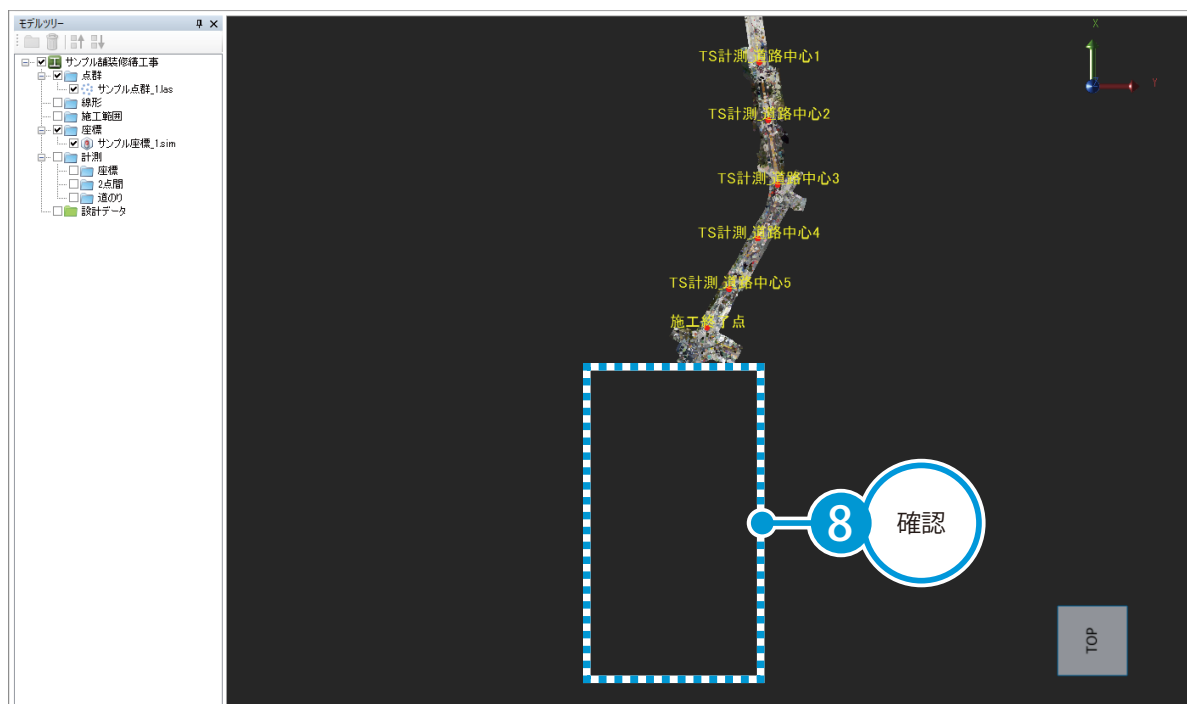 モデルツリー
サンプル舗装修繕工事
点群
サンプル点群_1.las
線形
施工範囲
座標
サンプル座標_1.sim
計測
座標
2点間
道のり
設計データ
TS計測_道路中心1
TS計測_道路中心2
TS計測_道路中心3
TS計測_道路中心4
TS計測_道路中心5
施工終了点
X
Y
8
確認
TOP